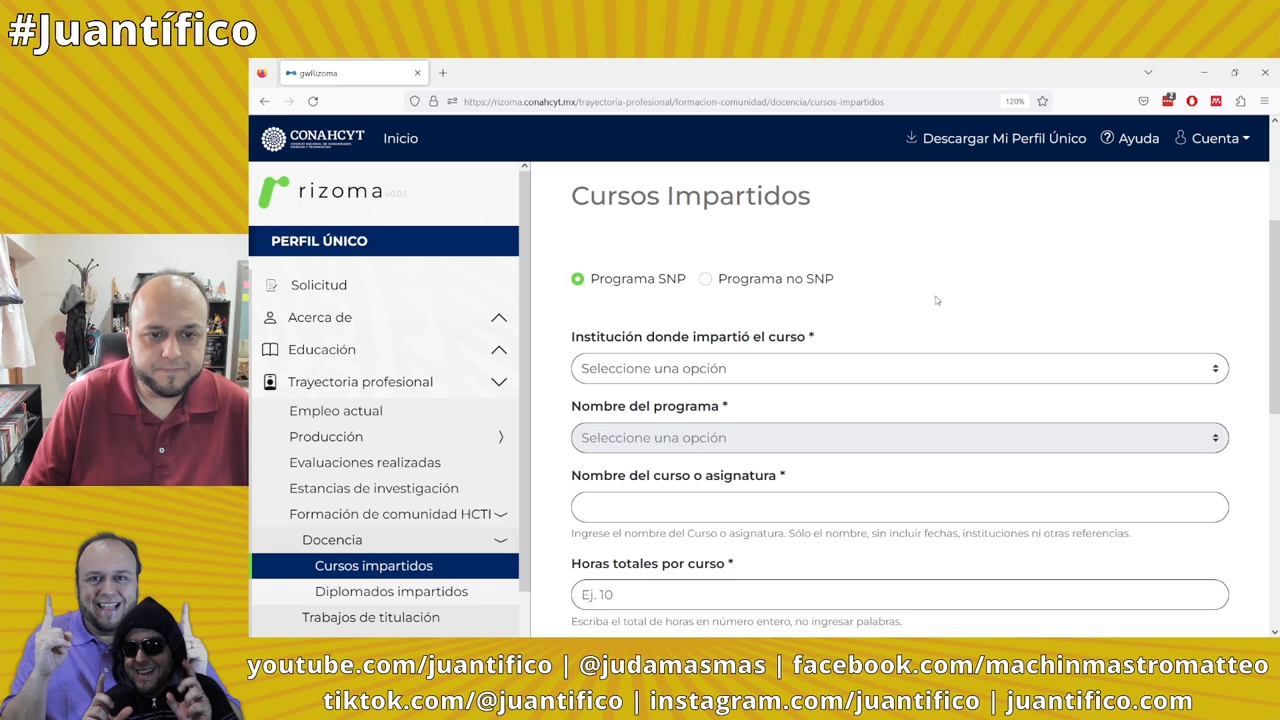 #Juantífico
gwRizoma
https://rizoma.conahcyt.mx/trayectoria-profesional/formacion-comunidad/docencia/cursos-impartidos
120%
2
CONAHCYT
Inicio
Descargar Mi Perfil Único
Ayuda
Cuenta
rizoma v0.0.1
PERFIL ÚNICO
Solicitud
Acerca de
Educación
Trayectoria profesional
Empleo actual
Producción
Evaluaciones realizadas
Estancias de investigación
Formación de comunidad HCTI
Docencia
Cursos impartidos
Diplomados impartidos
Trabajos de titulación
Cursos Impartidos
Programa SNP Programa no SNP
Institución donde impartió el curso *
Seleccione una opción
Nombre del programa *
Seleccione una opción
Nombre del curso o asignatura *
Ingrese el nombre del Curso o asignatura. Sólo el nombre, sin incluir fechas, instituciones ni otras referencias.
Horas totales por curso *
Ej. 10
Escriba el total de horas en número entero, no ingresar palabras.
youtube.com/juantifico | @judamasmas | facebook.com/machinmastromatteo
tiktok.com/@juantifico | instagram.com/juantifico | juantifico.com